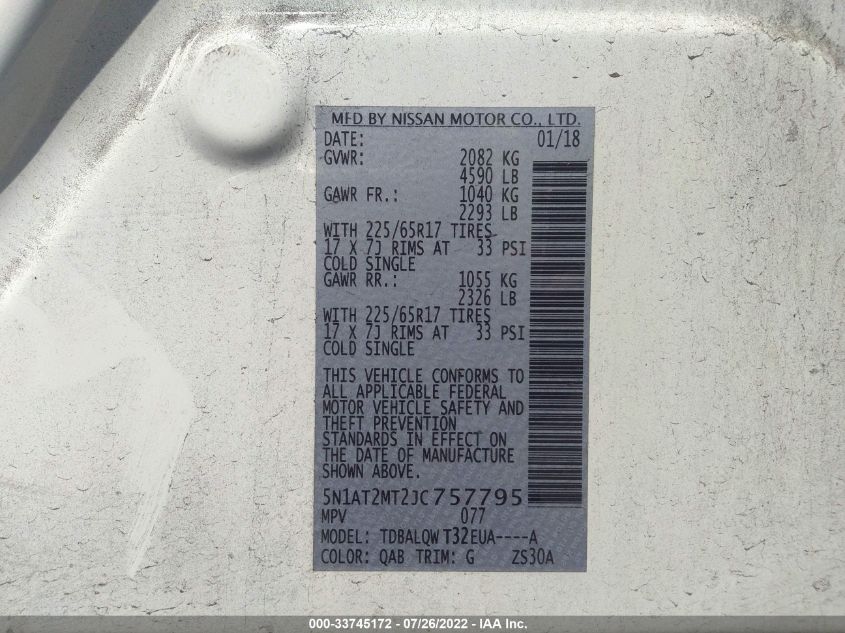 MFD BY NISSAN MOTOR CO., LTD.
DATE: 01/18
GVWR: 2082 KG
4590 LB
GAWR FR.: 1040 KG
2293 LB
WITH 225/65R17 TIRES
17 X 7J RIMS AT 33 PSI
COLD SINGLE
GAWR RR.: 1055 KG
2326 LB
WITH 225/65R17 TIRES
17 X 7J RIMS AT 33 PSI
COLD SINGLE
THIS VEHICLE CONFORMS TO
ALL APPLICABLE FEDERAL
MOTOR VEHICLE SAFETY AND
THEFT PREVENTION
STANDARDS IN EFFECT ON
THE DATE OF MANUFACTURE
SHOWN ABOVE.
5N1AT2MT2JC757795
MPV 077
MODEL: TDBALQW T32EUA----A
COLOR: QAB TRIM: G ZS30A
000-33745172 - 07/26/2022 - IAA Inc.